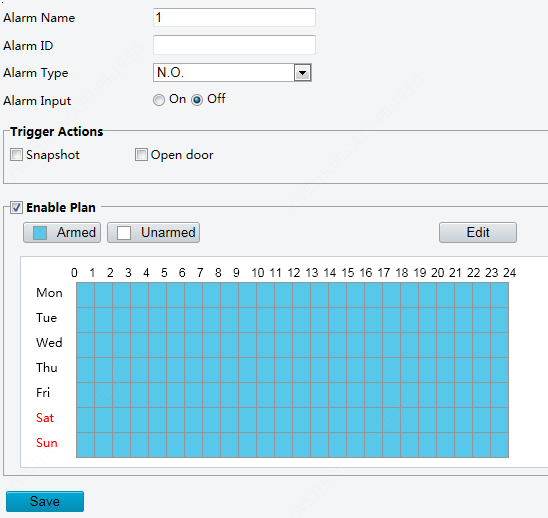 Alarm Name 1
Alarm ID
Alarm Type N.O.
Alarm Input On Off
Trigger Actions
Snapshot Open door
Enable Plan
Armed Unarmed Edit
0 1 2 3 4 5 6 7 8 9 10 11 12 13 14 15 16 17 18 19 20 21 22 23 24
Mon
Tue
Wed
Thu
Fri
Sat
Sun
Save